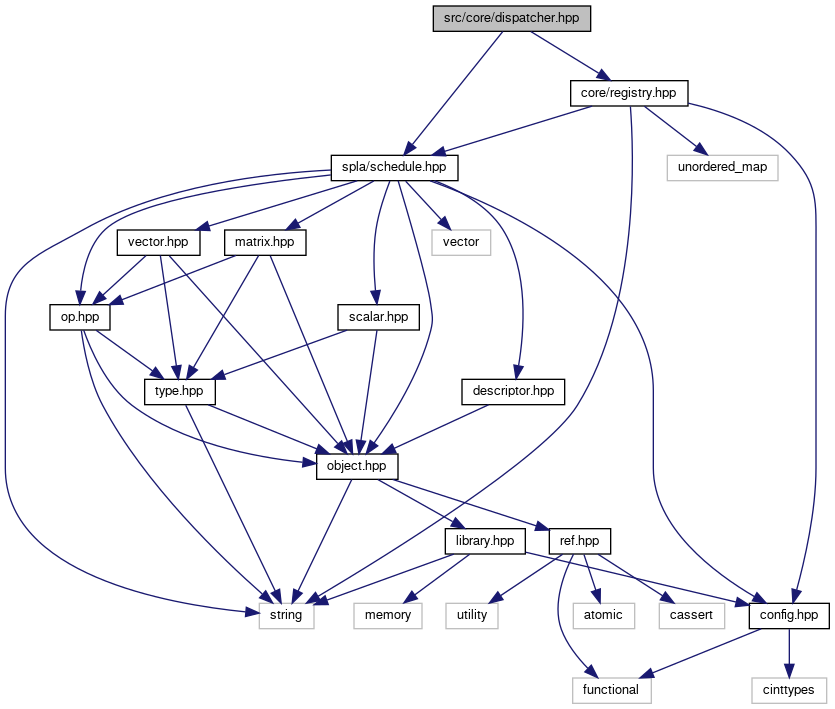 src/core/dispatcher.hpp
core/registry.hpp
spla/schedule.hpp
unordered_map
vector.hpp
matrix.hpp
vector
op.hpp
scalar.hpp
type.hpp
descriptor.hpp
object.hpp
library.hpp
ref.hpp
string
memory
utility
atomic
cassert
config.hpp
functional
cinttypes